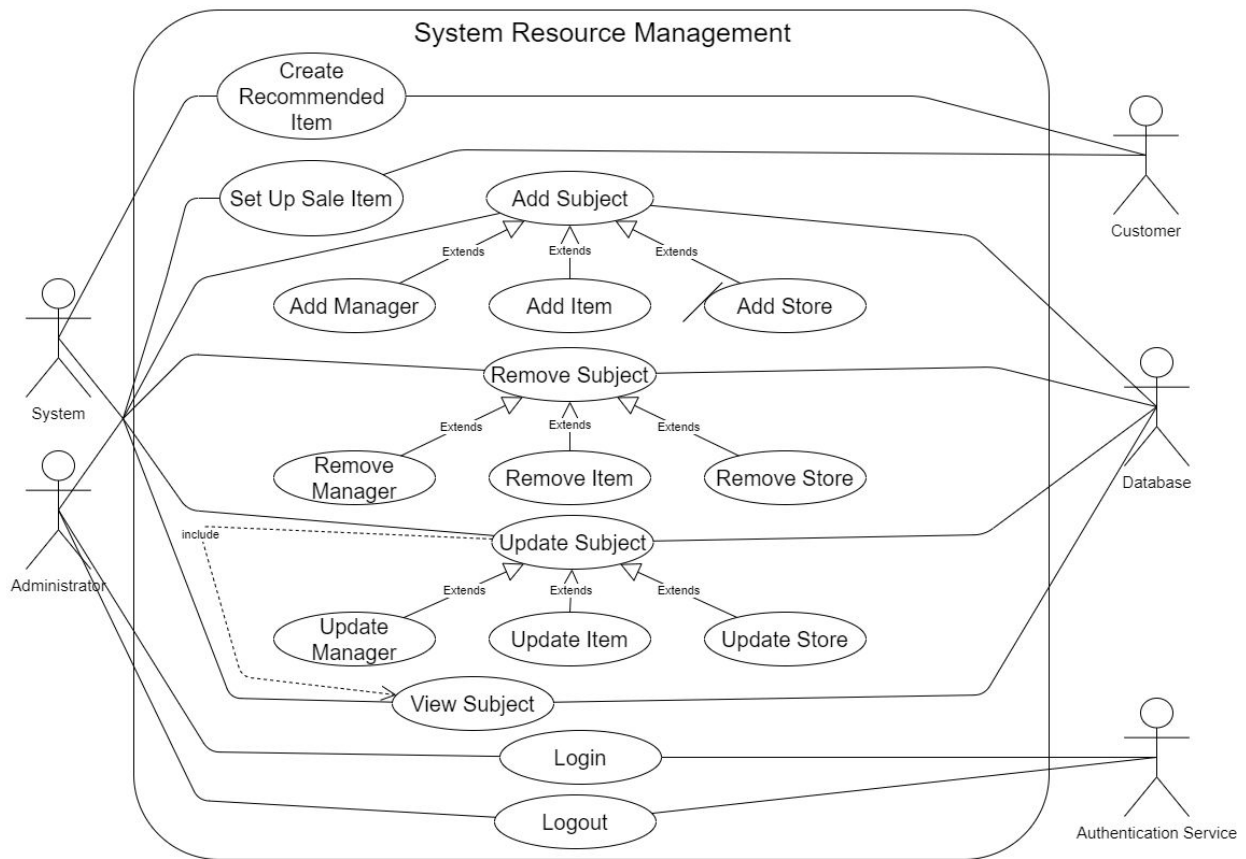 System Resource Management
Create
Recommended
Item
Set Up Sale Item
Add Subject
Customer
Extends
Extends
Extends
Add Manager
Add Item
Add Store
System
Remove Subject
Extends
Extends
Extends
Remove
Manager
Remove Item
Remove Store
Database
include
Update Subject
Administrator
Extends
Extends
Extends
Update
Manager
Update Item
Update Store
View Subject
Login
Logout
Authentication Service